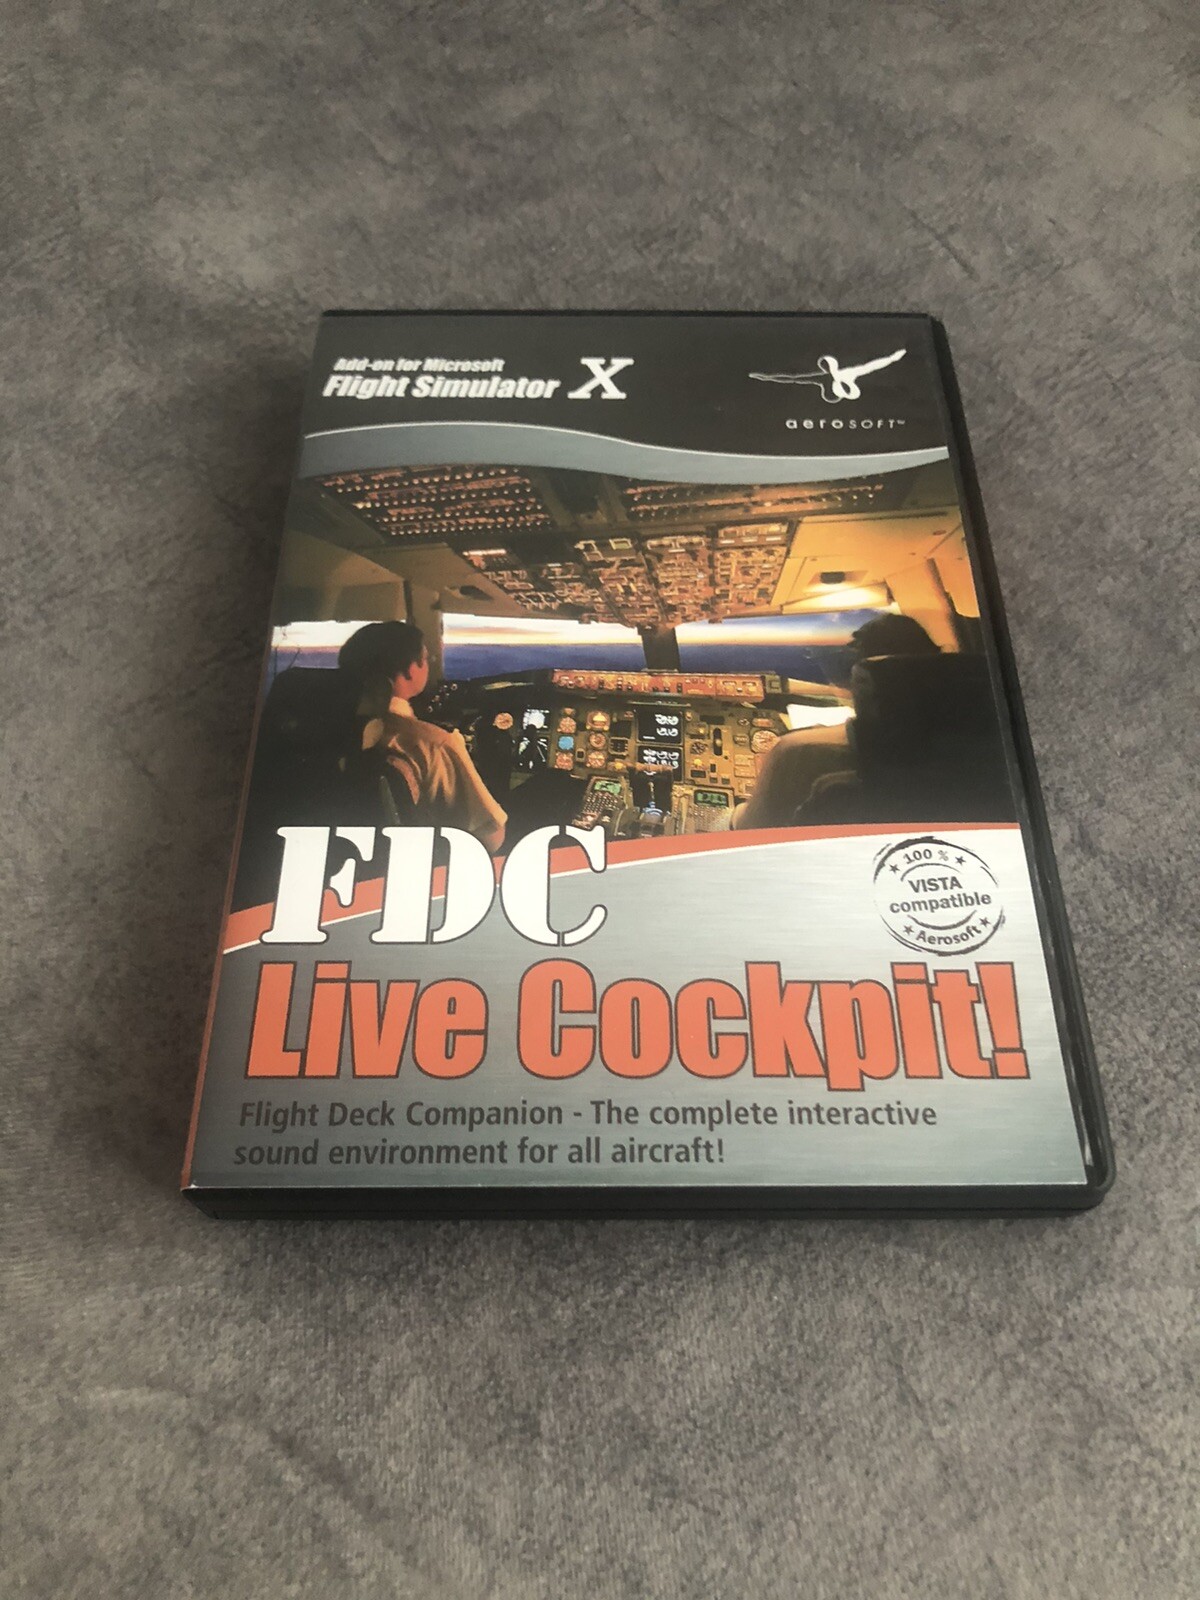 Add-on for Microsoft
Flight Simulator X
aeroSOFT™
FDC
100 %
VISTA
compatible
Aerosoft
Live Cockpit!
Flight Deck Companion - The complete interactive
sound environment for all aircraft!